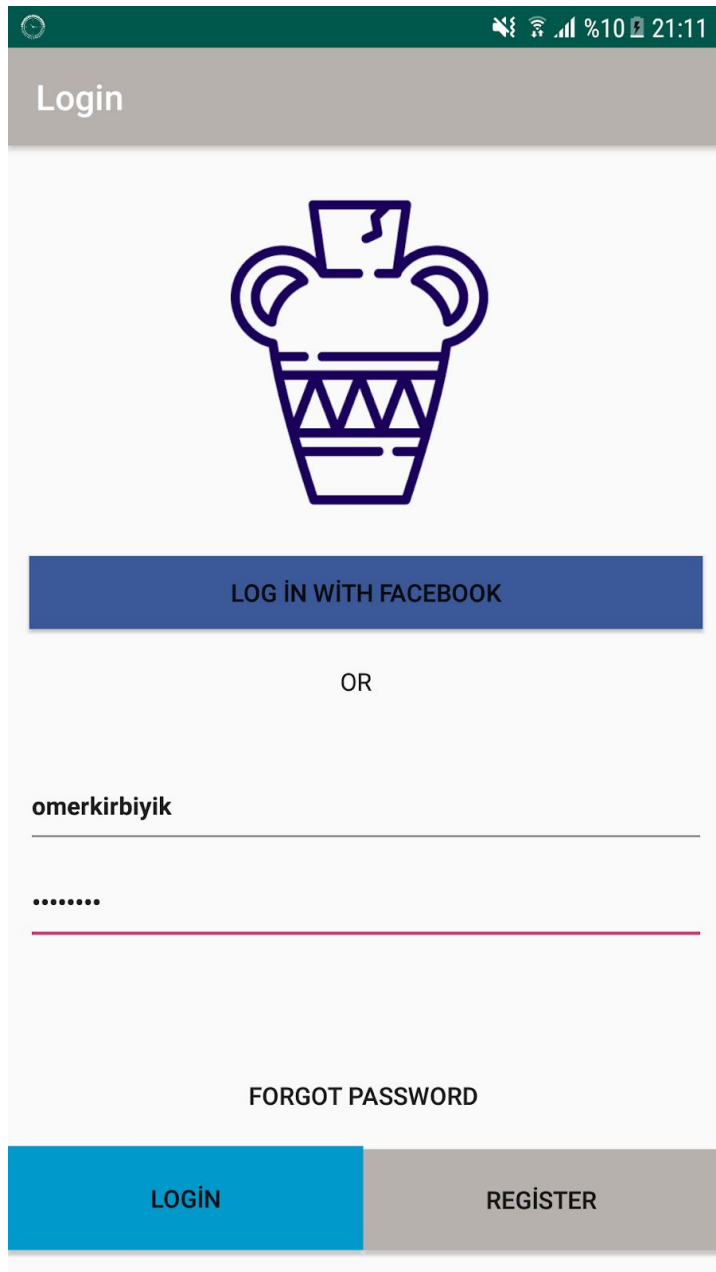 %10 21:11
Login
LOG İN WİTH FACEBOOK
OR
omerkirbiyik
••••••••
FORGOT PASSWORD
LOGİN
REGİSTER